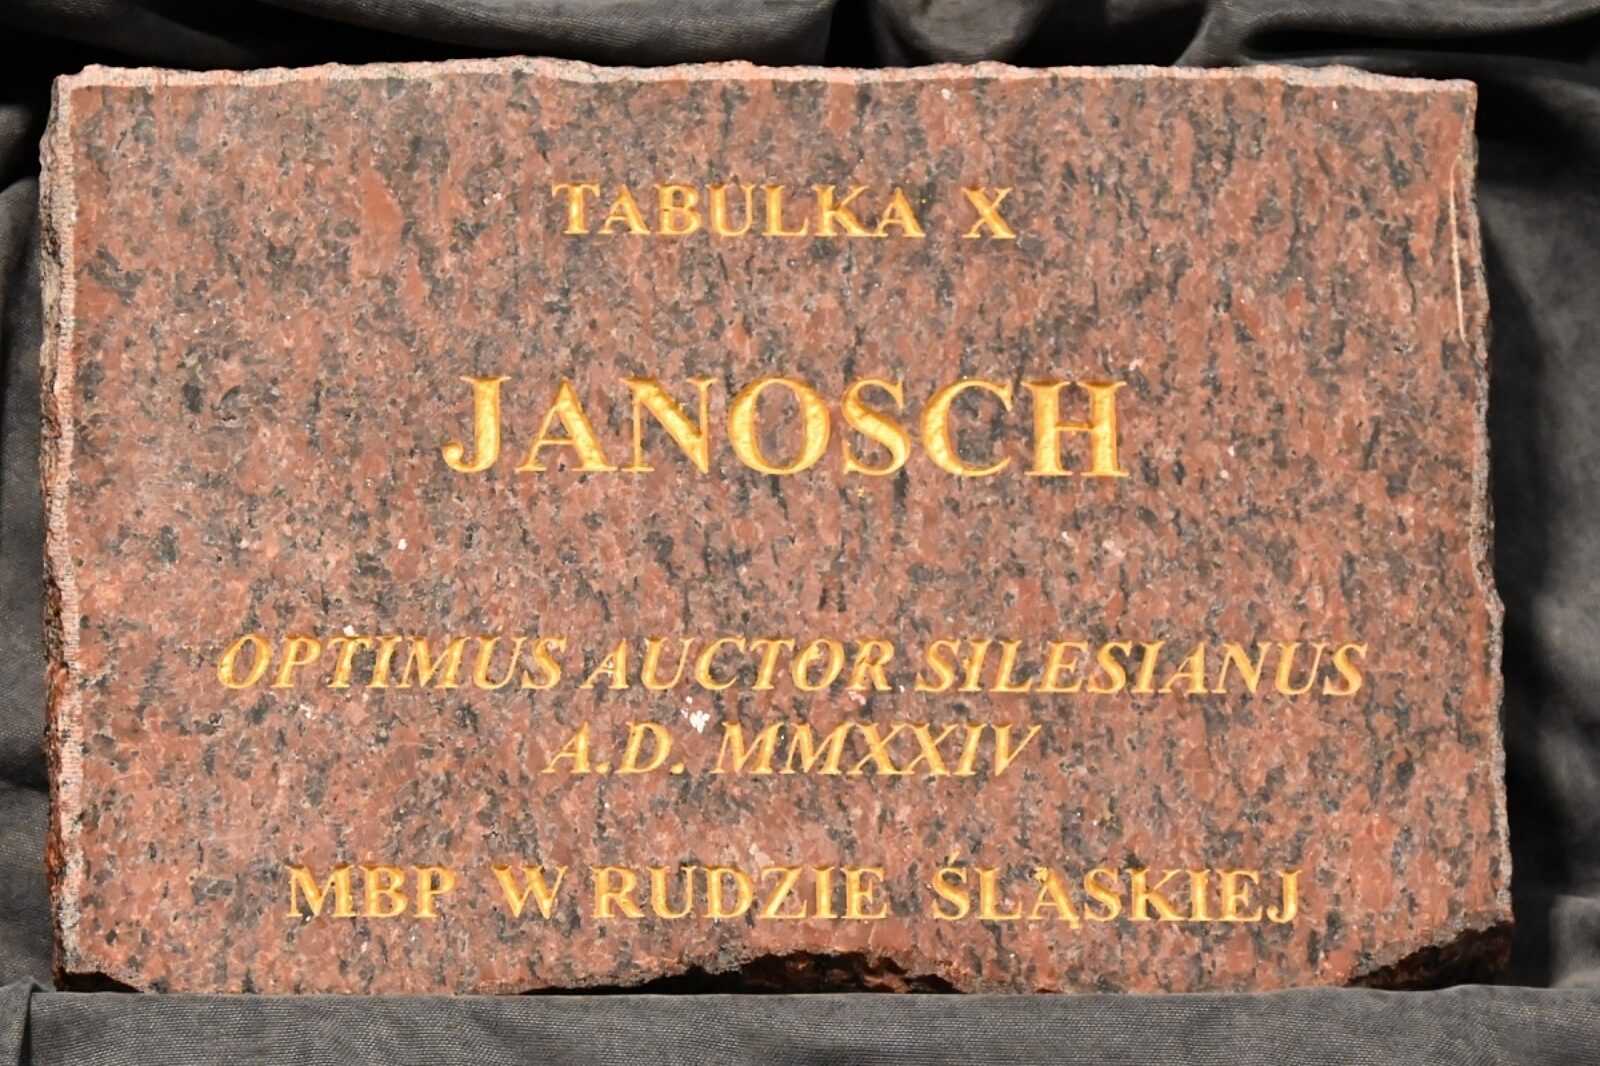 TABULKA X
JANOSCH
OPTIMUS AUCTOR SILESIANUS
A.D. MMXXIV
MBP W RUDZIE ŚLĄSKIEJ